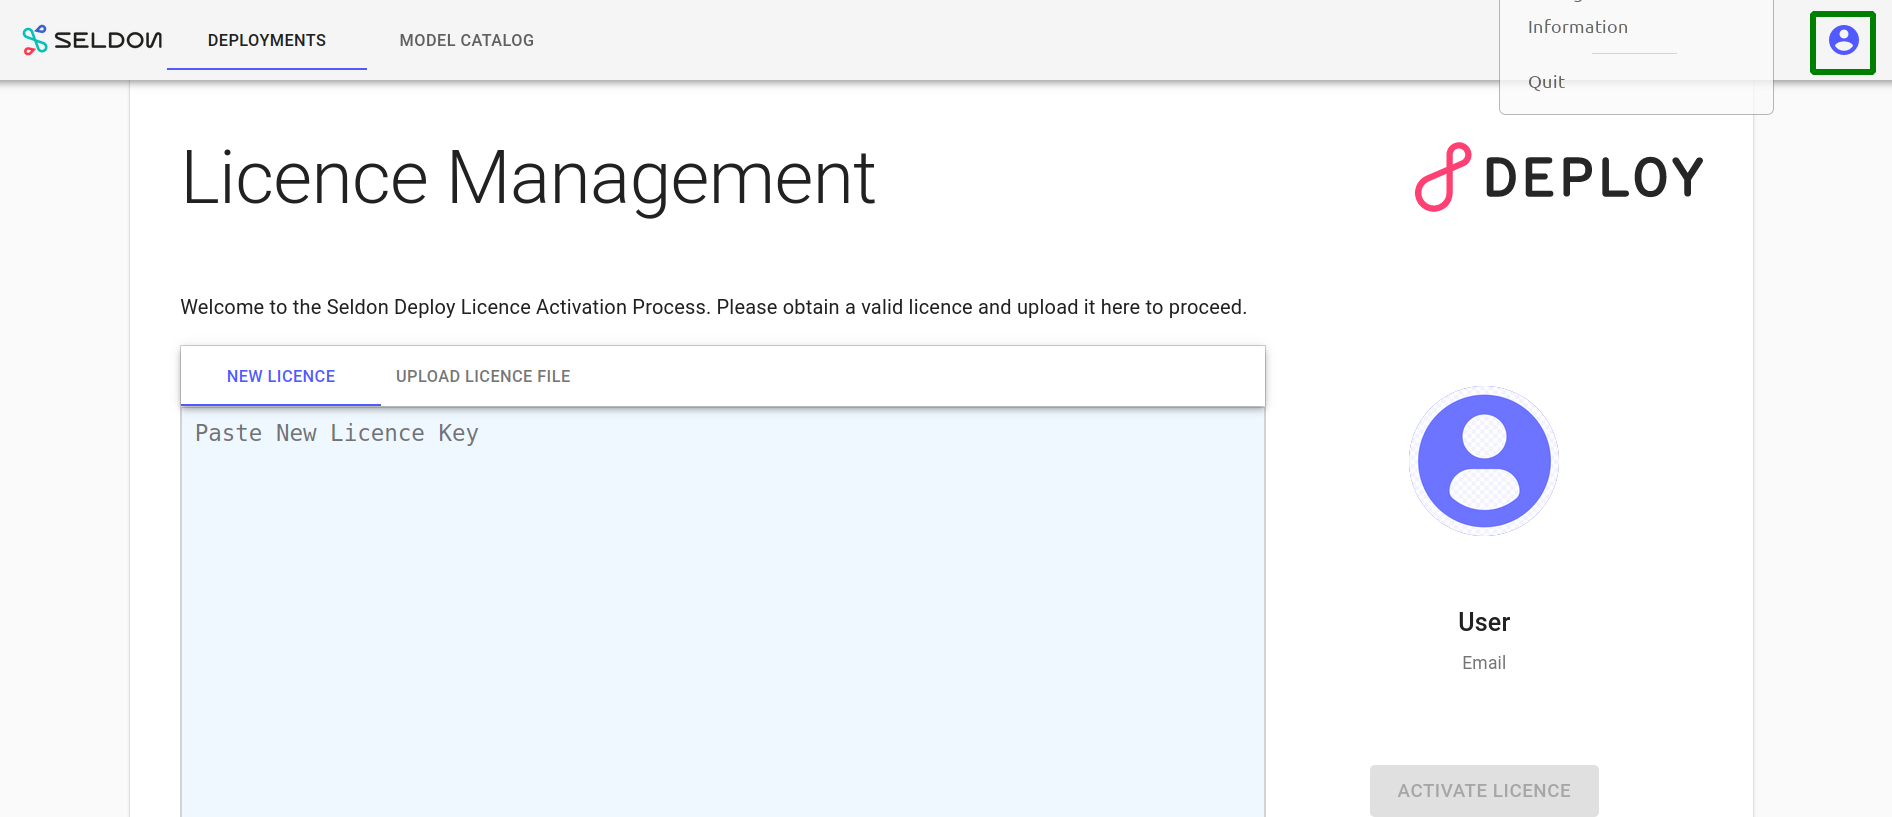 SELDON
DEPLOYMENTS
MODEL CATALOG
Information
Quit
Licence Management
DEPLOY
Welcome to the Seldon Deploy Licence Activation Process. Please obtain a valid licence and upload it here to proceed.
NEW LICENCE
UPLOAD LICENCE FILE
Paste New Licence Key
User
Email
ACTIVATE LICENCE